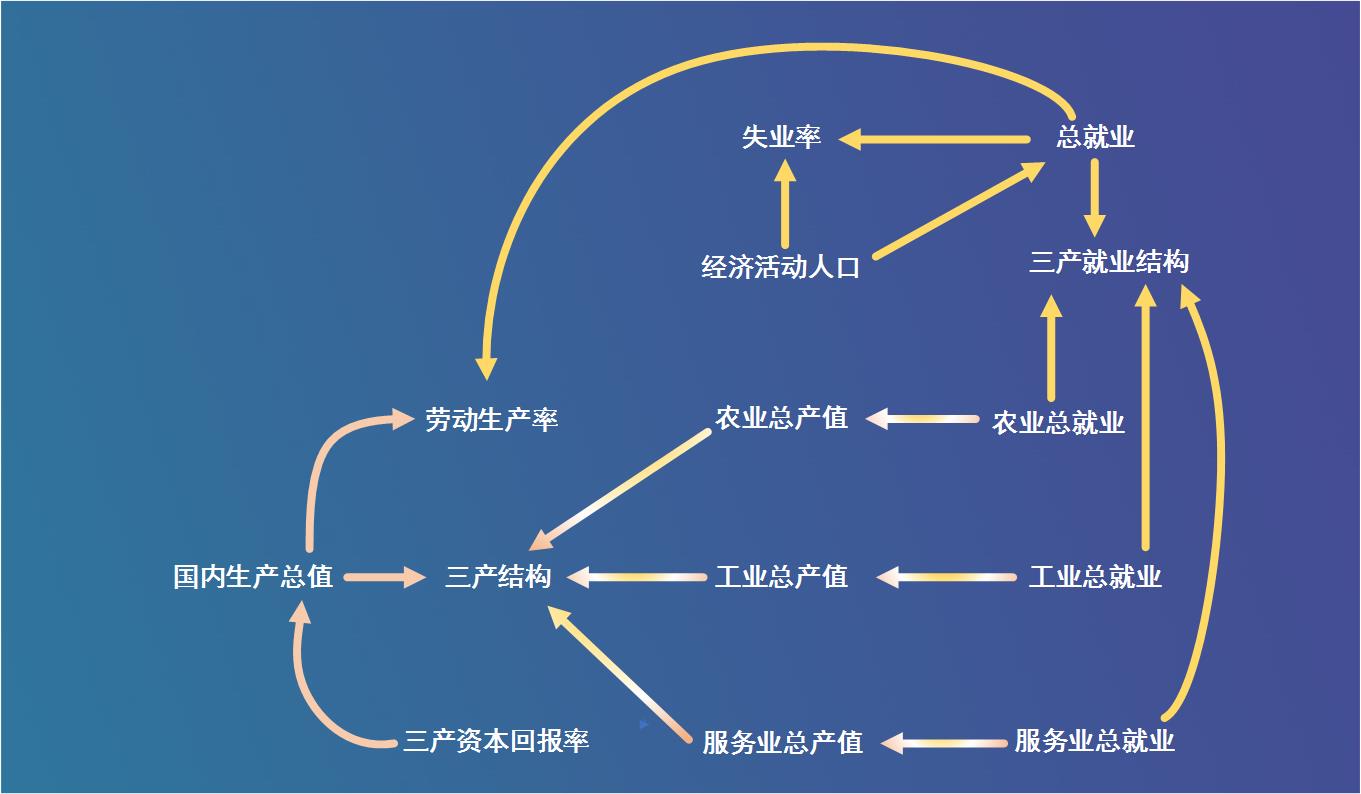 失业率
总就业
经济活动人口
三产就业结构
劳动生产率
农业总产值
农业总就业
国内生产总值
三产结构
工业总产值
工业总就业
三产资本回报率
服务业总产值
服务业总就业